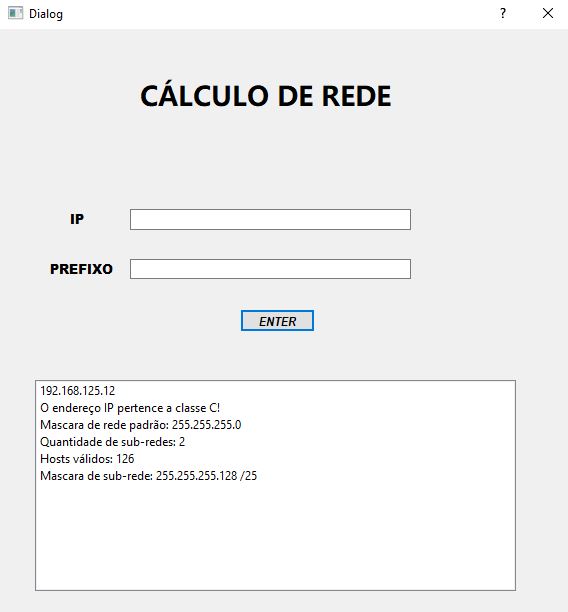 Dialog
?
CÁLCULO DE REDE
IP
PREFIXO
ENTER
192.168.125.12
O endereço IP pertence a classe C!
Mascara de rede padrão: 255.255.255.0
Quantidade de sub-redes: 2
Hosts válidos: 126
Mascara de sub-rede: 255.255.255.128 /25